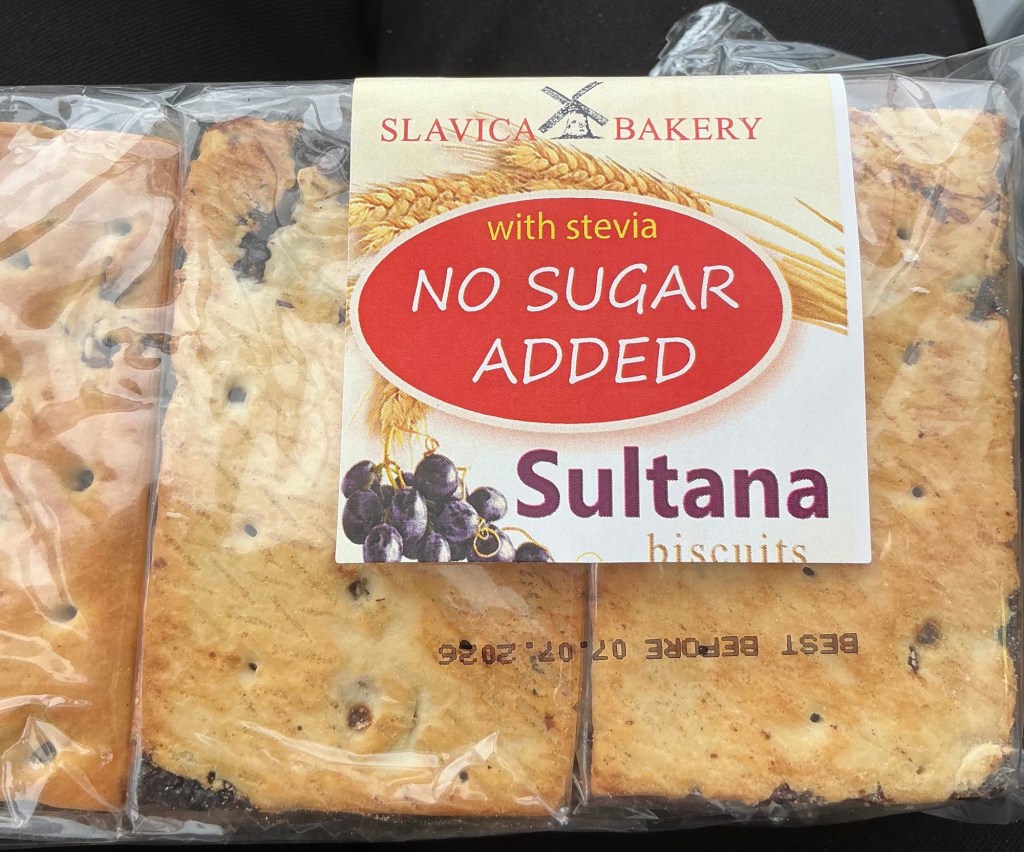 SLAVICA BAKERY
with stevia
NO SUGAR
ADDED
Sultana
biscuits
BEST BEFORE 07.07.2026